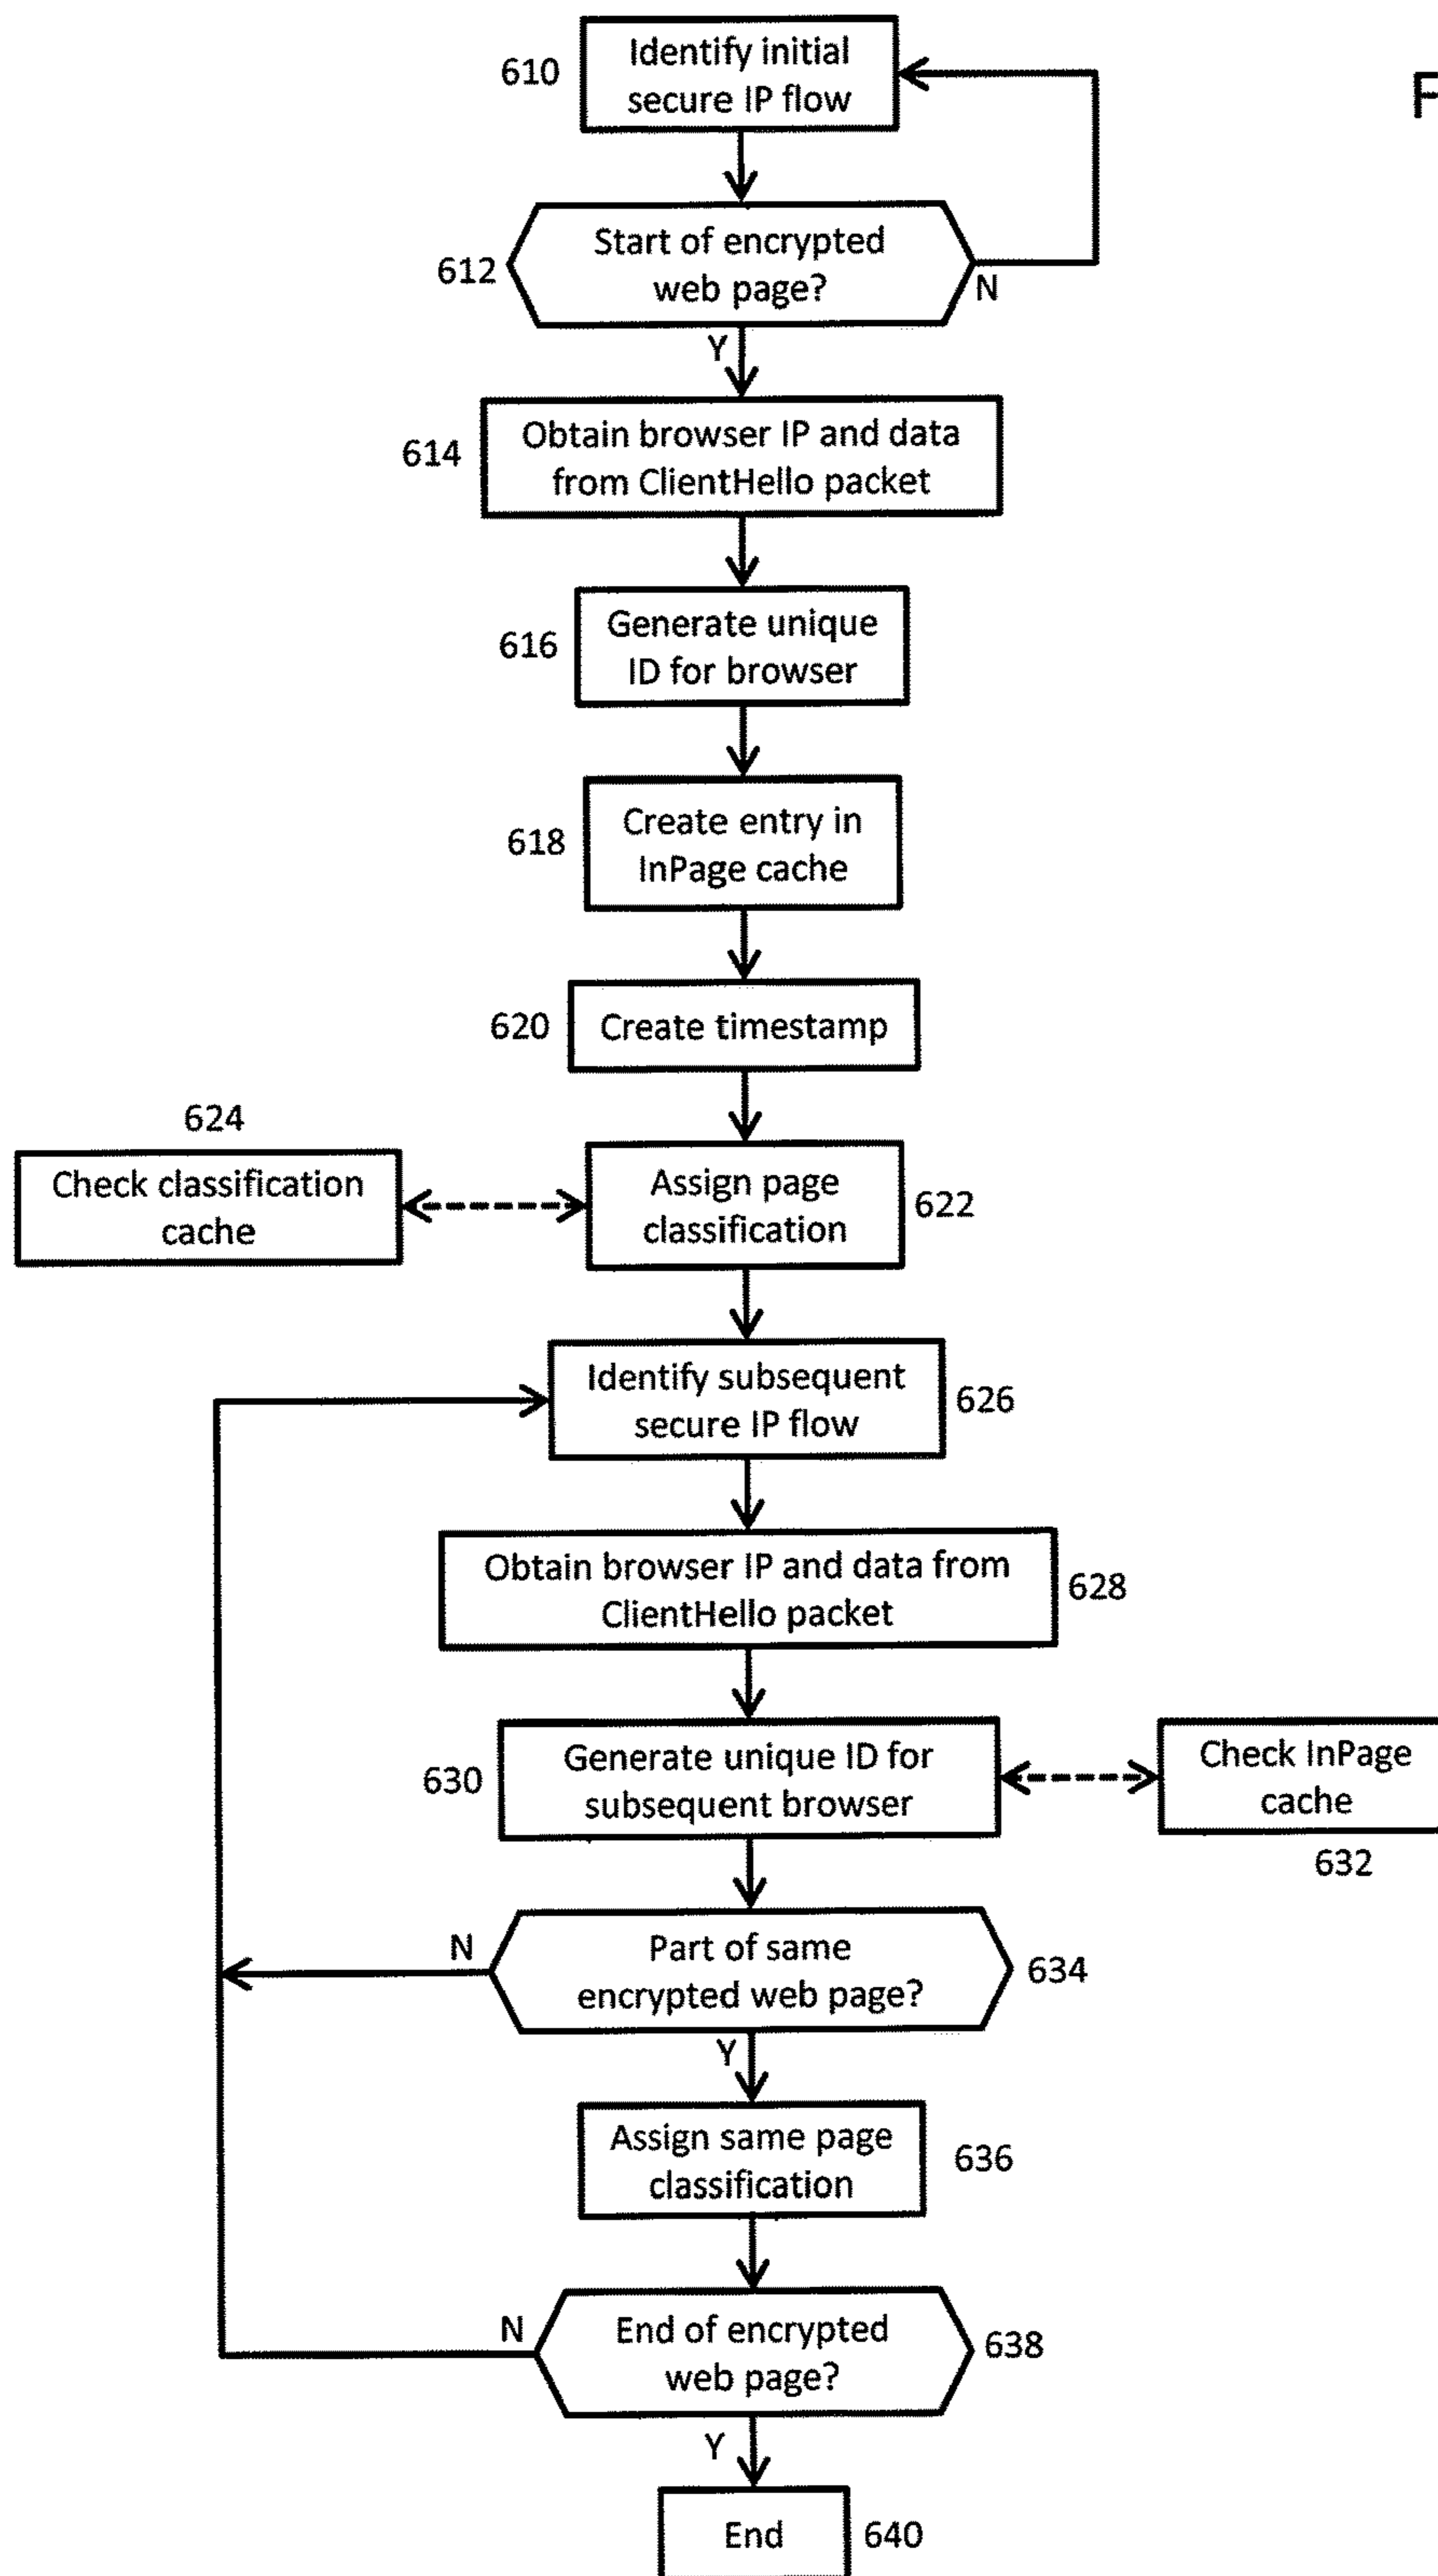 610
Identify initial
secure IP flow
F
612
Start of encrypted
web page?
N
Y
614
Obtain browser IP and data
from ClientHello packet
616
Generate unique
ID for browser
618
Create entry in
InPage cache
620
Create timestamp
624
Check classification
cache
Assign page
classification
622
Identify subsequent
secure IP flow
626
Obtain browser IP and data from
ClientHello packet
628
630
Generate unique ID for
subsequent browser
Check InPage
cache
632
N
Part of same
encrypted web page?
634
Y
Assign same page
classification
636
N
End of encrypted
web page?
638
Y
End
640